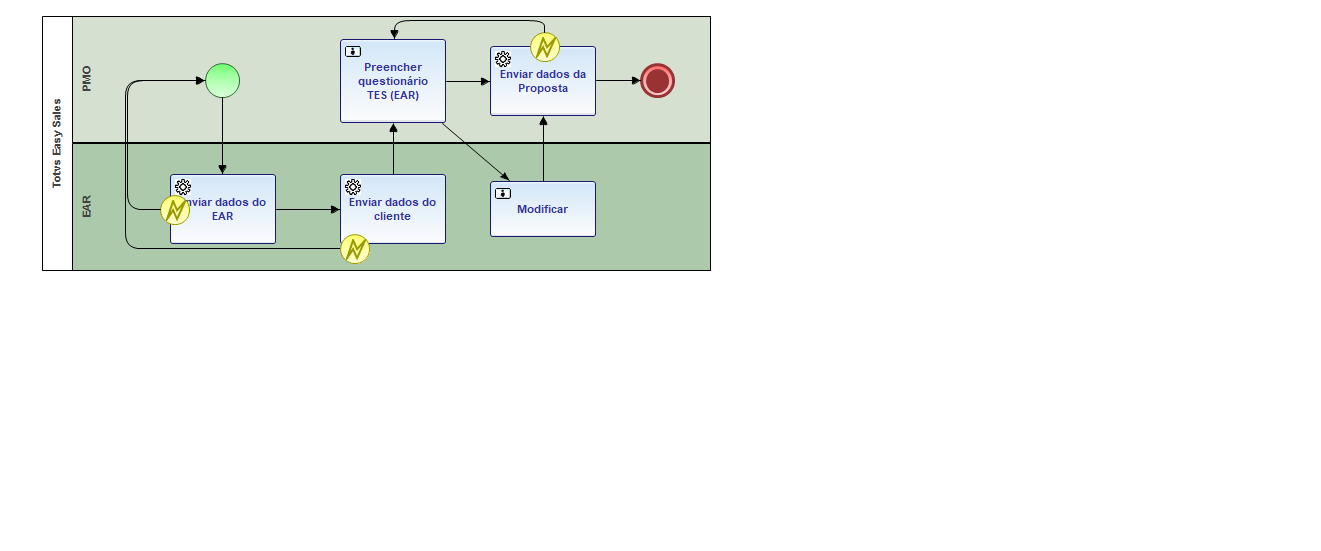 Totvs Easy Sales
PMO
Preencher
questionário
TES (EAR)
Enviar dados da
Proposta
EAR
nviar dados do
EAR
Enviar dados do
cliente
Modificar